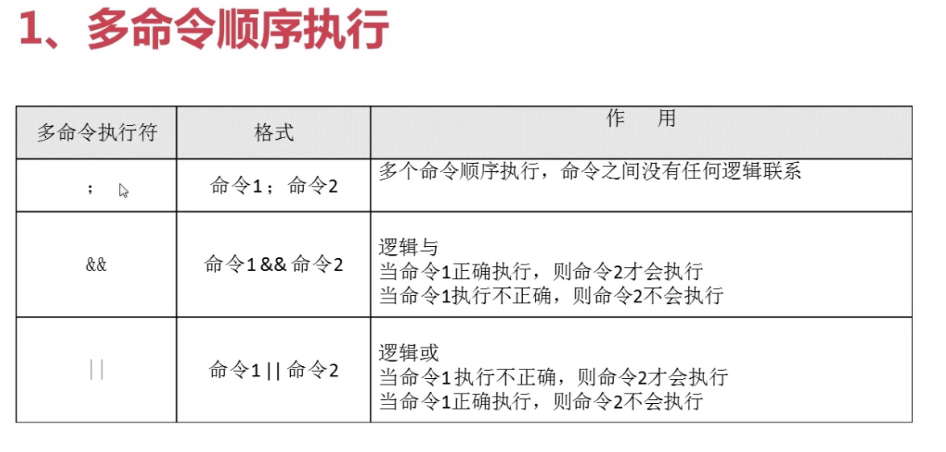 1、多命令顺序执行
多命令执行符
格式
作 用
；
命令1；命令2
多个命令顺序执行，命令之间没有任何逻辑联系
&&
命令1&& 命令2
逻辑与
当命令1正确执行，则命令2才会执行
当命令1执行不正确，则命令2不会执行
||
命令1 || 命令2
逻辑或
当命令1执行不正确，则命令2才会执行
当命令1正确执行，则命令2不会执行